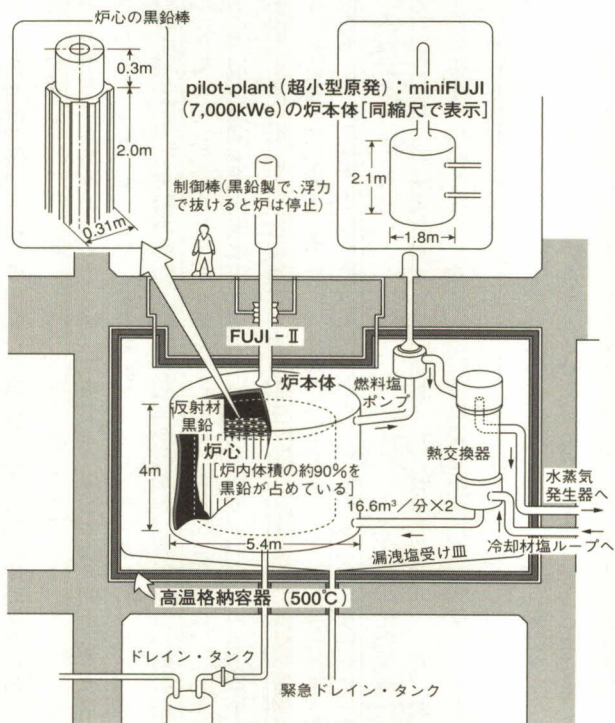 炉心の黒鉛棒
0.3m
2.0m
0.31m
pilot-plant(超小型原発):miniFUJI
(7,000kWe)の炉本体[同縮尺で表示]
2.1m
1.8m
制御棒(黒鉛製で、浮力
で抜けると炉は停止)
FUJI-Ⅱ
炉本体
燃料塩
ポンプ
反射材
黒鉛
炉心
[炉内体積の約90%を
黒鉛が占めている]
4m
5.4m
熱交換器
16.6m³/分×2
水蒸気
発生器へ
冷却材塩ループへ
漏洩塩受け皿
高温格納容器(500℃)
ドレイン・タンク
緊急ドレイン・タンク